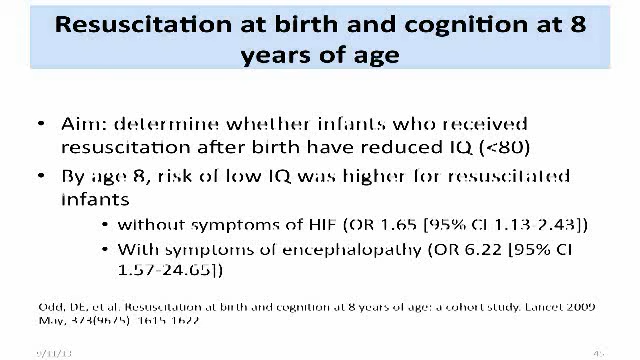 Resuscitation at birth and cognition at 8
years of age
• Aim: determine whether infants who received
resuscitation after birth have reduced IQ (<80)
• By age 8, risk of low IQ was higher for resuscitated
infants
• without symptoms of HIE (OR 1.65 [95% CI 1.13-2.43])
• With symptoms of encephalopathy (OR 6.22 [95% CI
1.57-24.65])
Odd, DE, et al. Resuscitation at birth and cognition at 8 years of age: a cohort study. Lancet 2009
May, 373(9675). 1615-1622
9/11/13